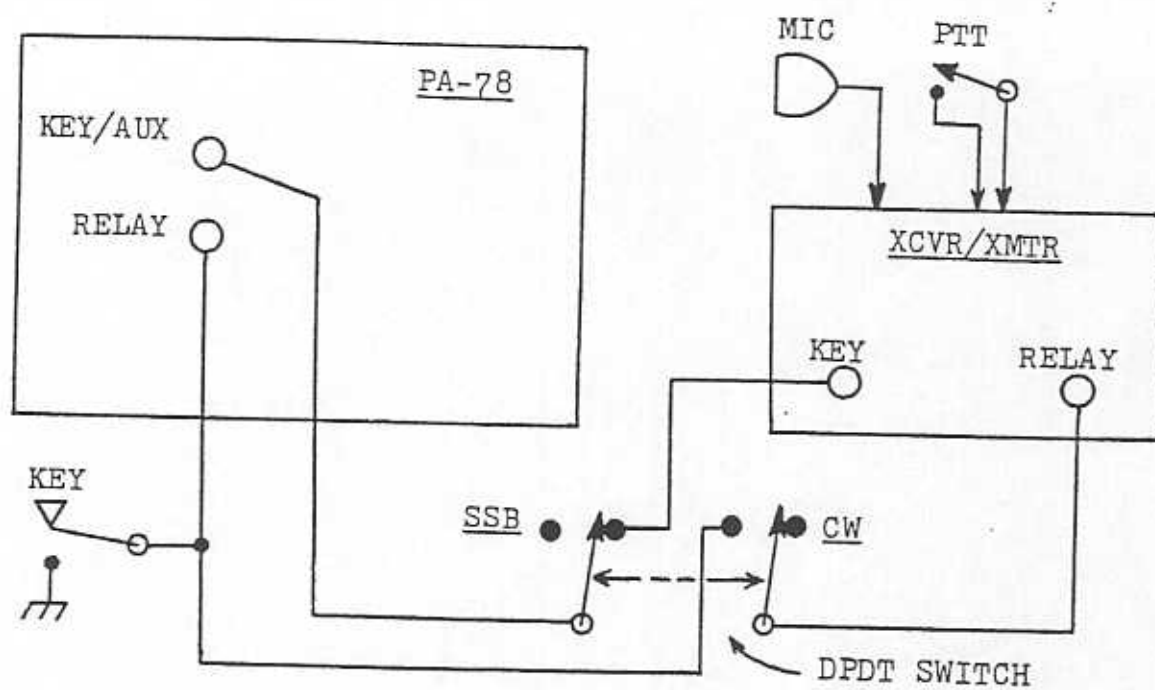 MIC
PTT
PA-78
KEY/AUX
RELAY
XCVR/XMTR
KEY
RELAY
KEY
SSB
CW
DPDT SWITCH